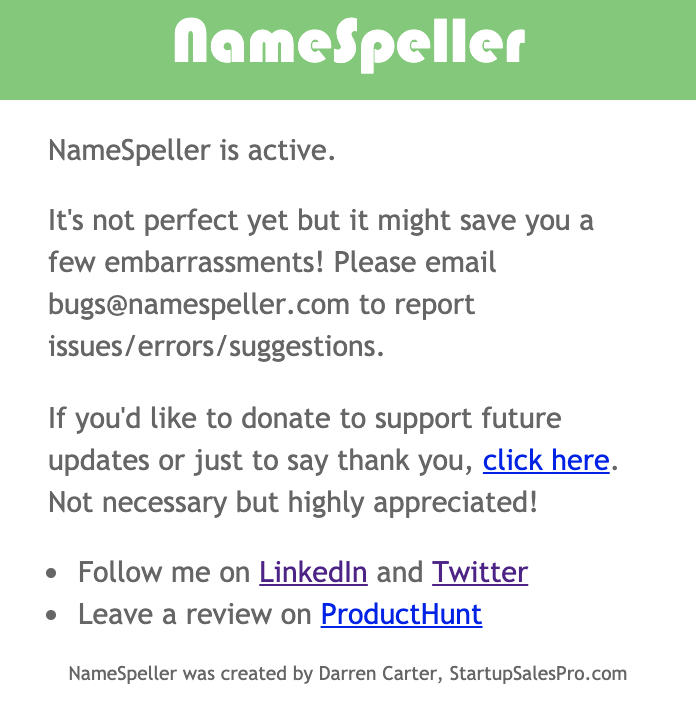 NameSpeller
NameSpeller is active.
It's not perfect yet but it might save you a
few embarrassments! Please email
bugs@namespeller.com to report
issues/errors/suggestions.
If you'd like to donate to support future
updates or just to say thank you, click here.
Not necessary but highly appreciated!
• Follow me on LinkedIn and Twitter
• Leave a review on ProductHunt
NameSpeller was created by Darren Carter, StartupSalesPro.com